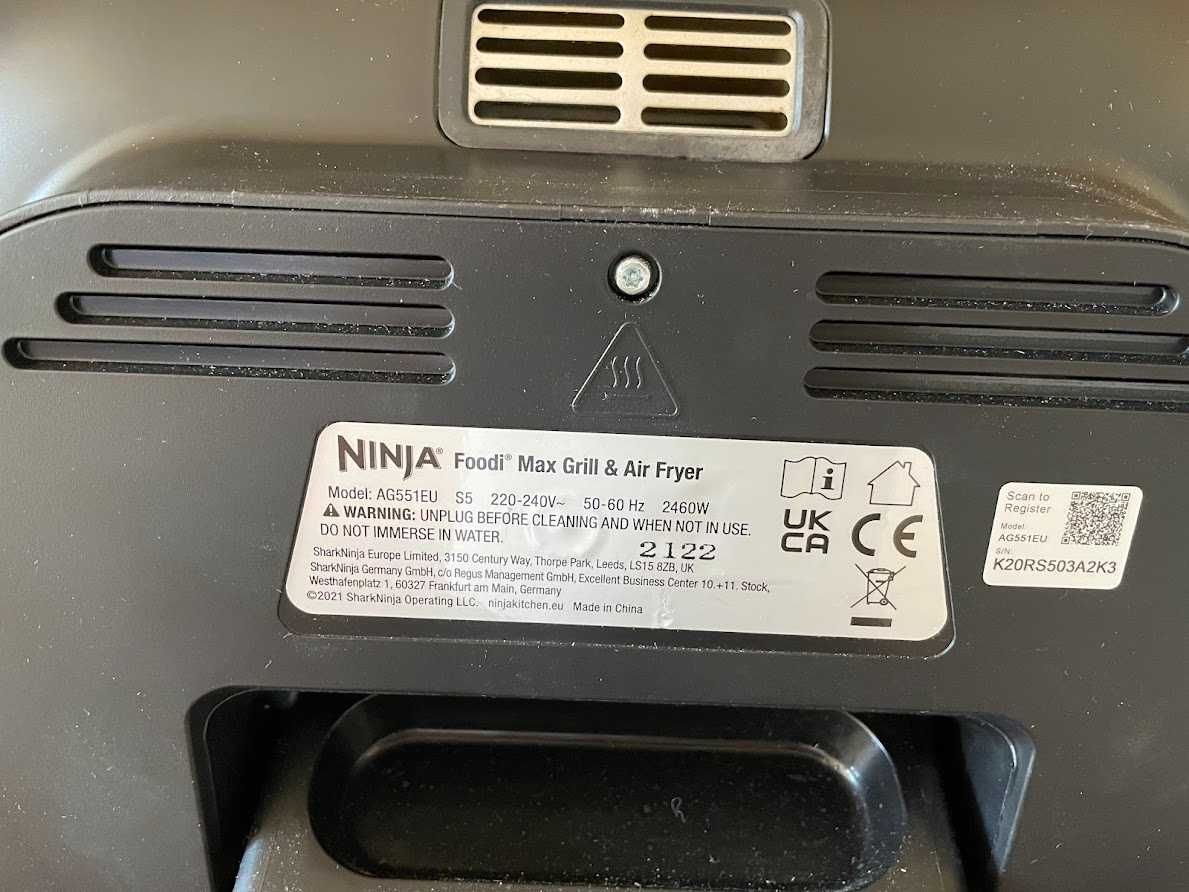 NINJA® Foodi® Max Grill & Air Fryer
Model: AG551EU S5 220-240V~ 50-60 Hz 2460W
WARNING: UNPLUG BEFORE CLEANING AND WHEN NOT IN USE.
DO NOT IMMERSE IN WATER.
2122
SharkNinja Europe Limited, 3150 Century Way, Thorpe Park, Leeds, LS15 8ZB, UK
SharkNinja Germany GmbH, c/o Regus Management GmbH, Excellent Business Center 10.+11. Stock,
Westhafenplatz 1, 60327 Frankfurt am Main, Germany
©2021 SharkNinja Operating LLC. ninjakitchen.eu Made in China
i
UK
CA
CE
Scan to
Register
Model:
AG551EU
S/N:
K20RS503A2K3
R